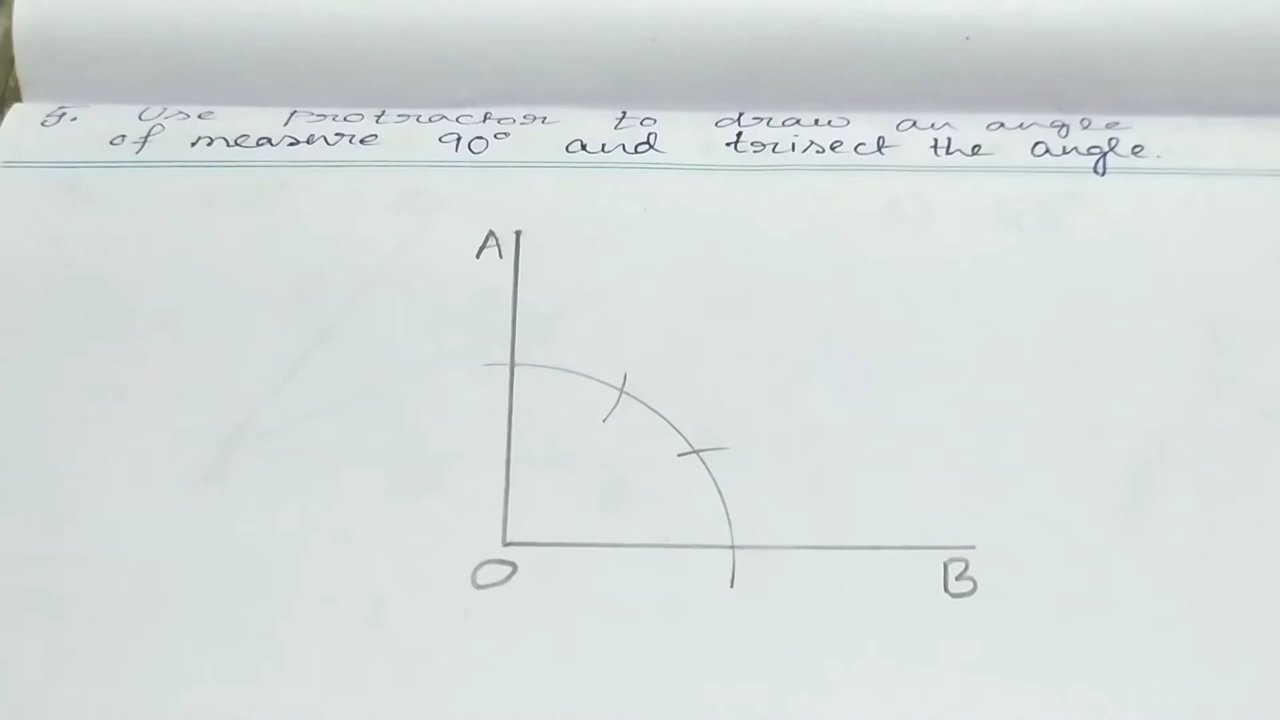 5. Use Protractor to draw an angle
of measure 90° and trisect the angle.
A
O
B